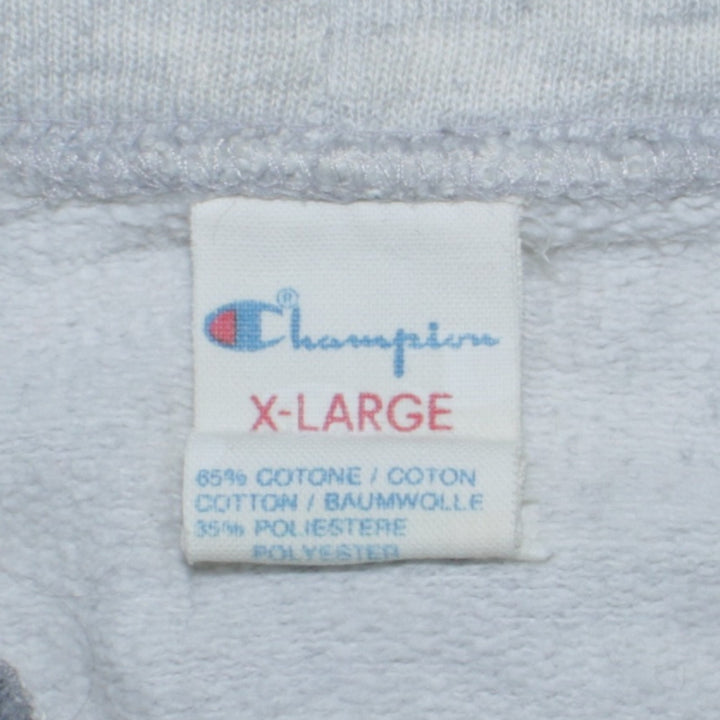 Champion®
X-LARGE
65% COTONE / COTON
COTTON / BAUMWOLLE
35% POLIESTERE
POLYESTER